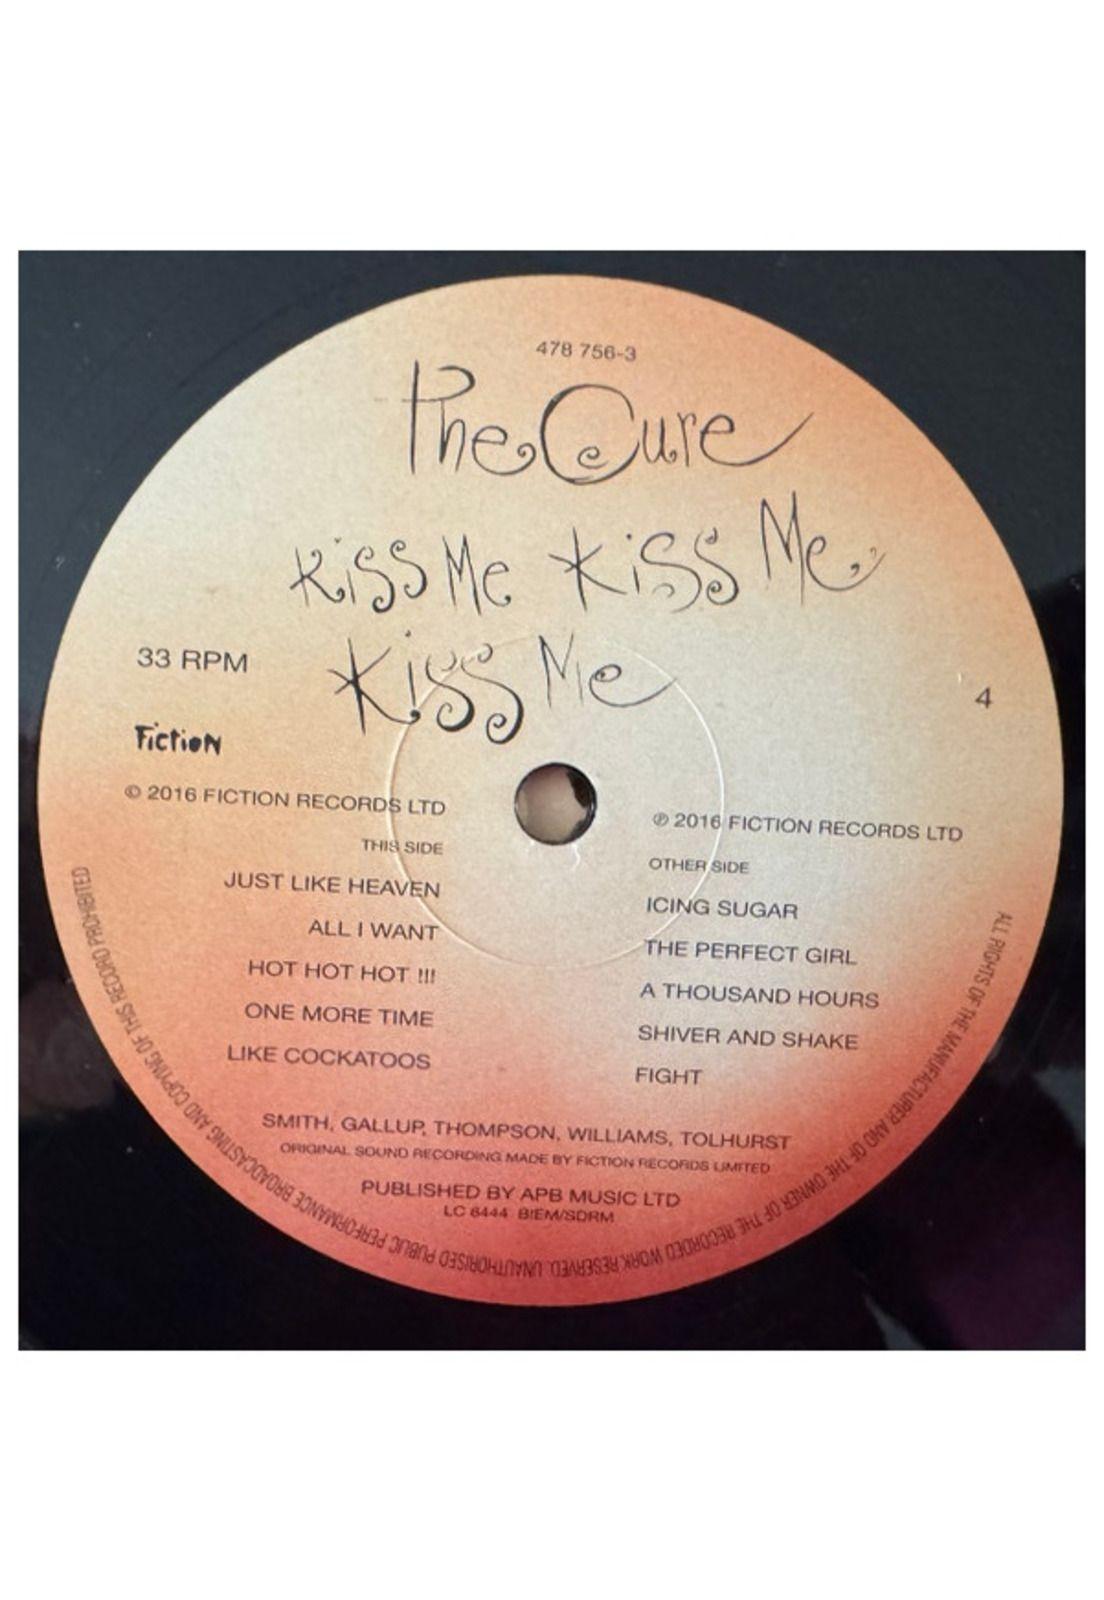 478 756-3
The Cure
Kiss Me Kiss Me
Kiss Me
33 RPM
4
Fiction
© 2016 FICTION RECORDS LTD
THIS SIDE
JUST LIKE HEAVEN
ALL I WANT
HOT HOT HOT !!!
ONE MORE TIME
LIKE COCKATOOS
℗ 2016 FICTION RECORDS LTD
OTHER SIDE
ICING SUGAR
THE PERFECT GIRL
A THOUSAND HOURS
SHIVER AND SHAKE
FIGHT
SMITH, GALLUP, THOMPSON, WILLIAMS, TOLHURST
ORIGINAL SOUND RECORDING MADE BY FICTION RECORDS LIMITED
PUBLISHED BY APB MUSIC LTD
LC 6444 BIEM/SDRM
ALL RIGHTS OF THE MANUFACTURER AND OF THE OWNER OF THE RECORDED WORK RESERVED. UNAUTHORISED PUBLIC PERFORMANCE BROADCASTING AND COPYING OF THIS RECORD PROHIBITED